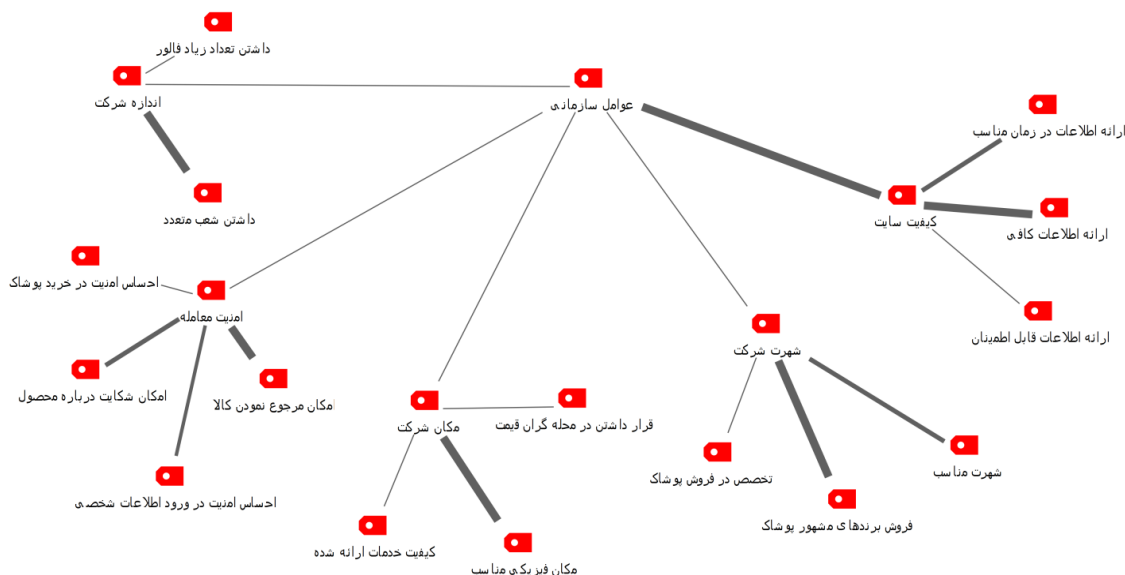 داشتن تعداد زیاد فالور
اندازه شرکت
عوامل سازمانی
ارائه اطلاعات در زمان مناسب
داشتن شعب متعدد
کیفیت سایت
ارائه اطلاعات کافی
احساس امنیت در خرید پوشاک
امنیت معامله
ارائه اطلاعات قابل اطمینان
شهرت شرکت
امکان شکایت درباره محصول
امکان مرجوع نمودن کالا
مکان شرکت
قرار داشتن در محله گران قیمت
شهرت مناسب
تخصص در فروش پوشاک
احساس امنیت در ورود اطلاعات شخصی
فروش برندهای مشهور پوشاک
کیفیت خدمات ارائه شده
مکان فیزیکی مناسب